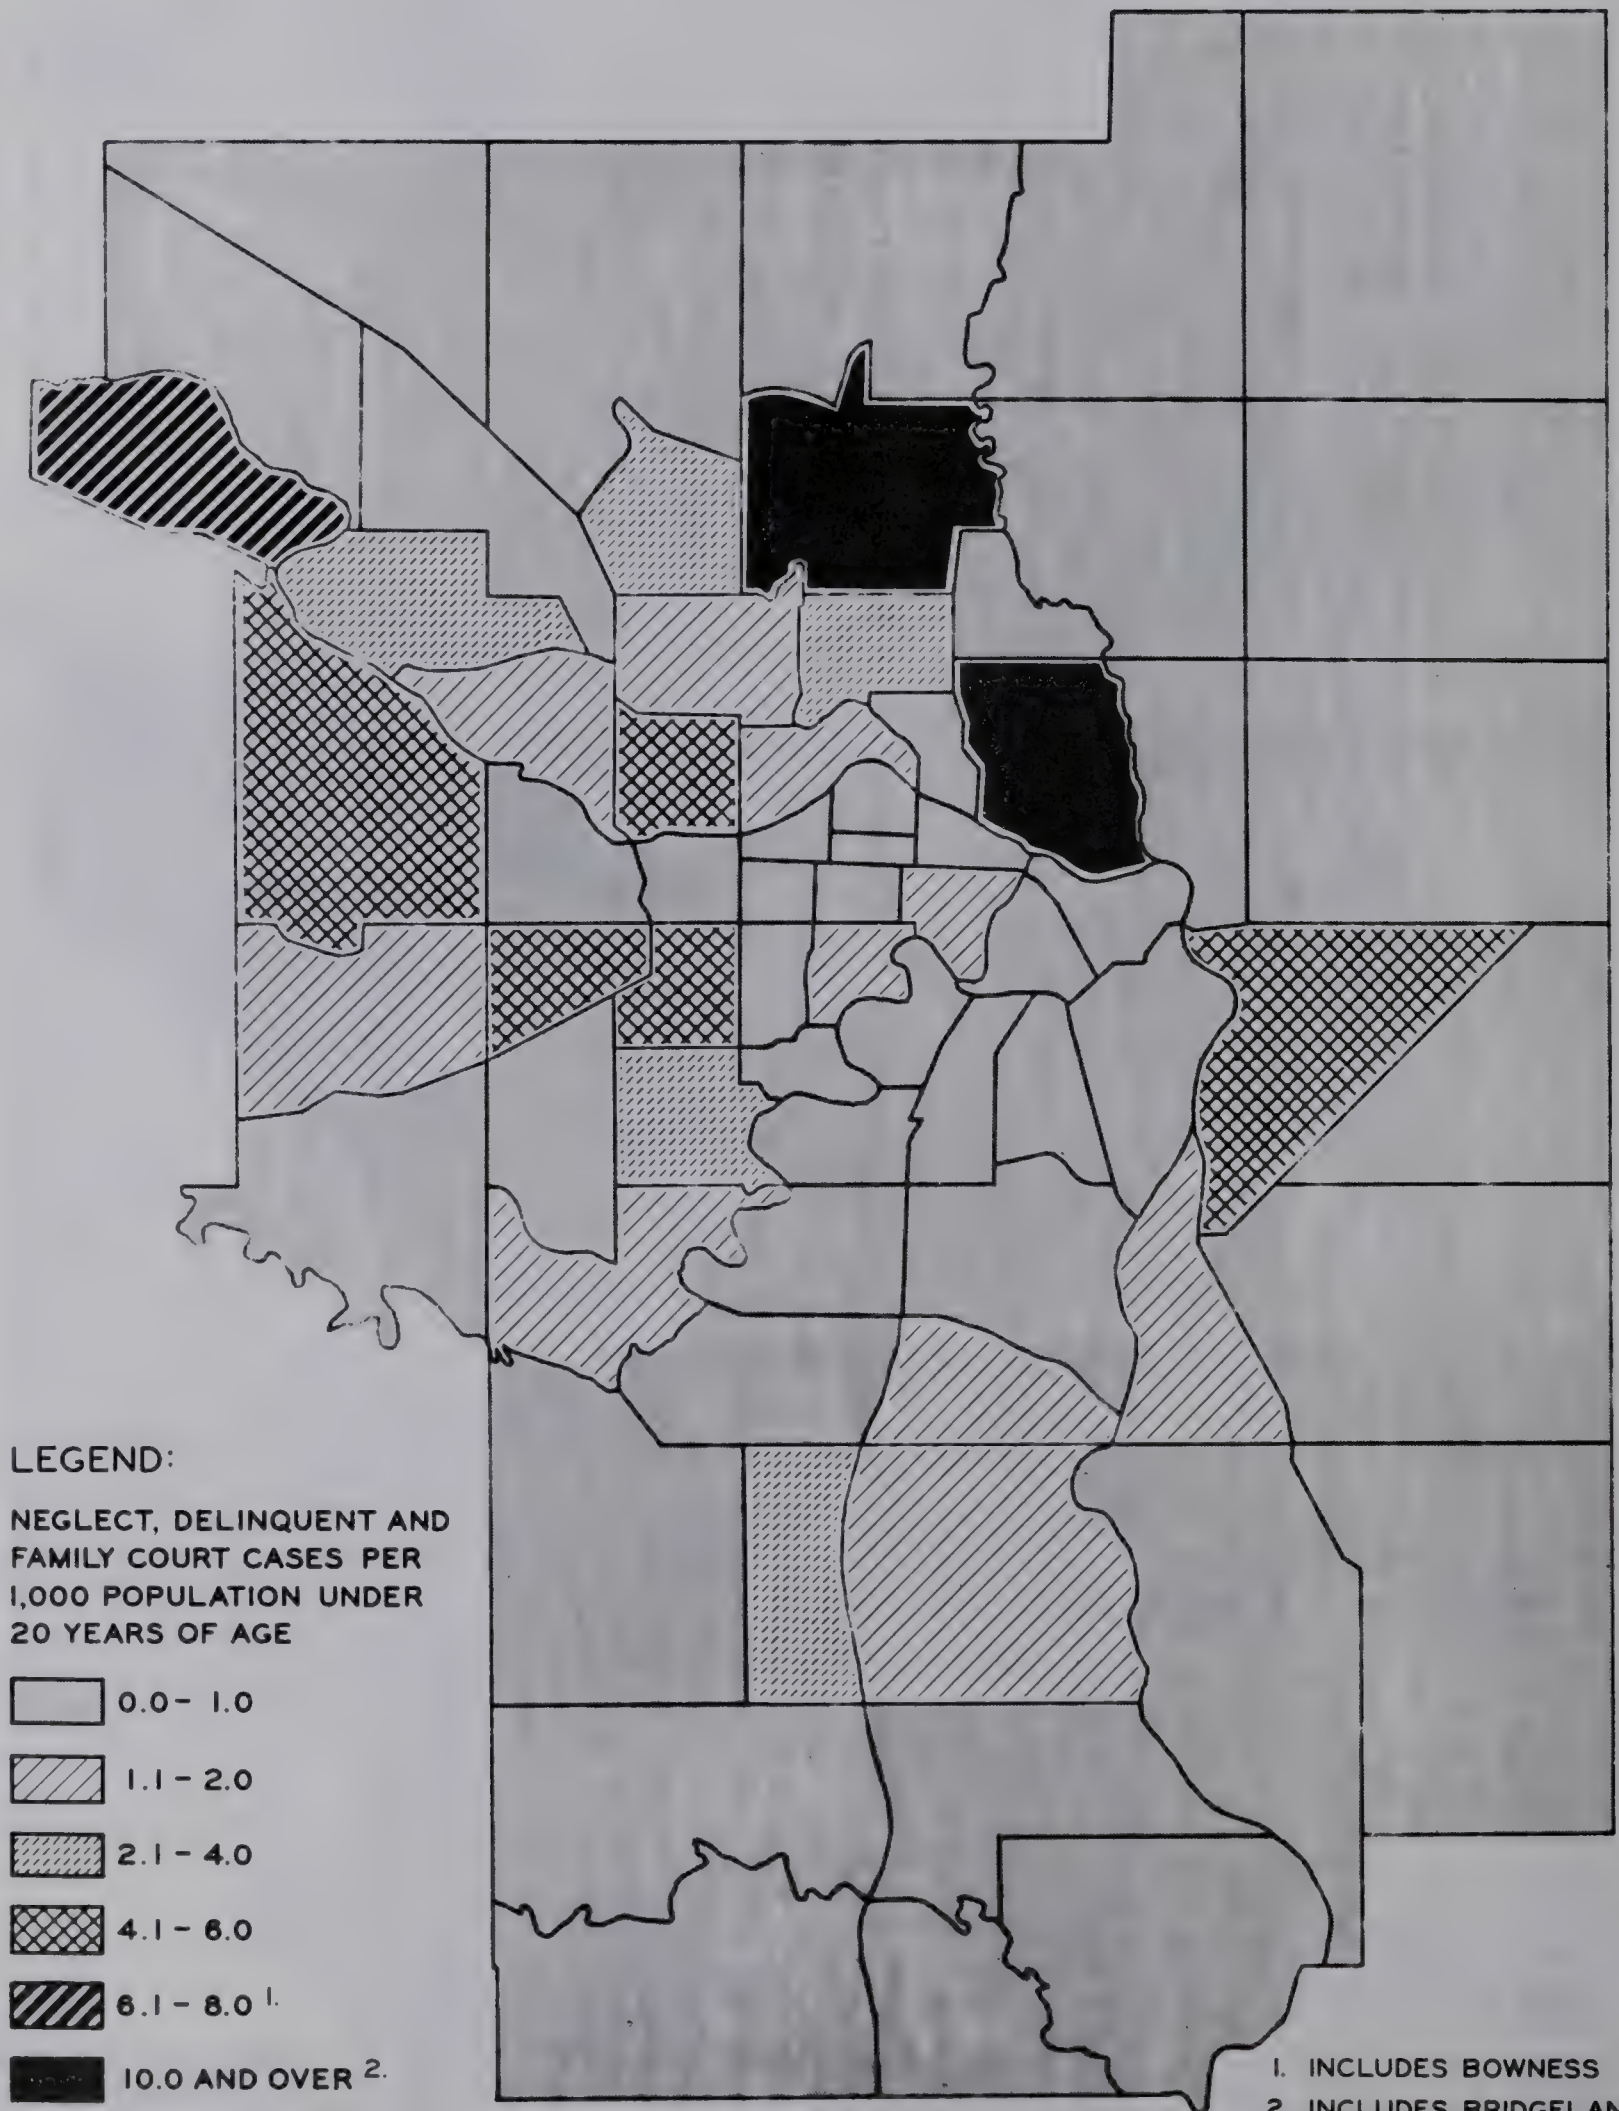 LEGEND:
NEGLECT, DELINQUENT AND
FAMILY COURT CASES PER
1,000 POPULATION UNDER
20 YEARS OF AGE
0.0 - 1.0
1.1 - 2.0
2.1 - 4.0
4.1 - 6.0
6.1 - 8.0 1.
10.0 AND OVER 2.
1. INCLUDES BOWNESS
2. INCLUDES